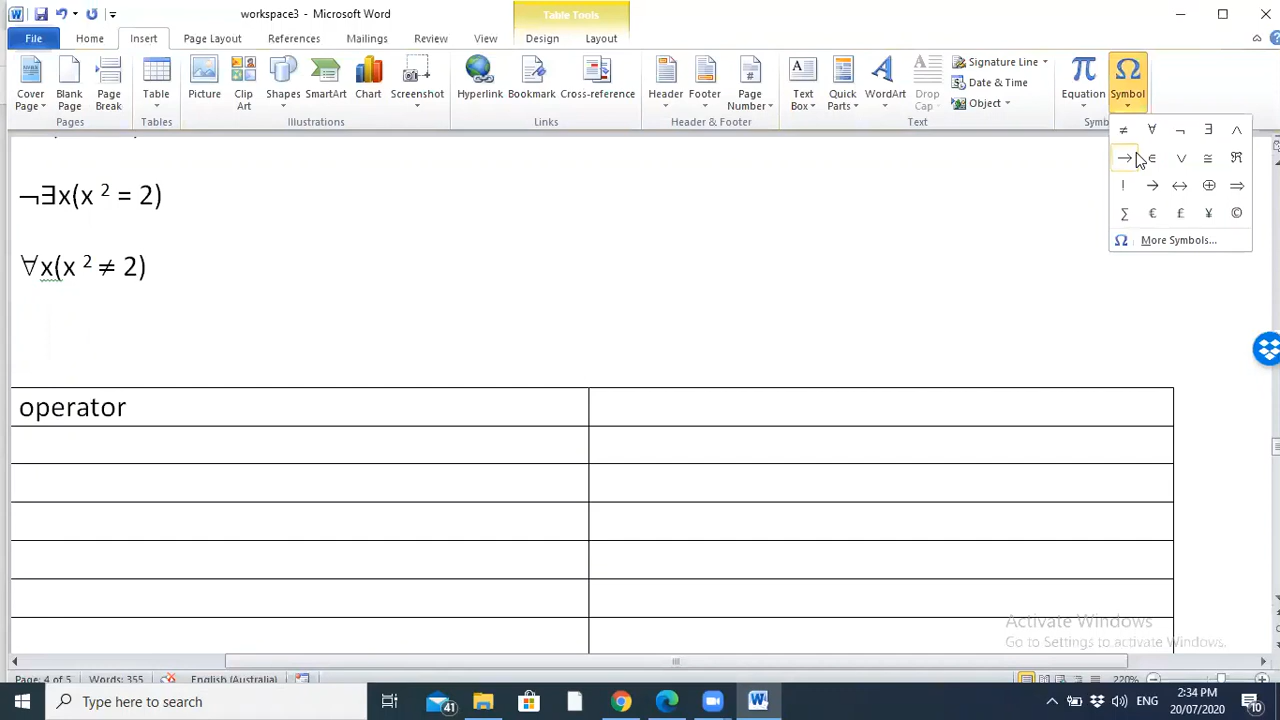 workspace3 - Microsoft Word
Table Tools
File Home Insert Page Layout References Mailings Review View Design Layout
Cover Page
Blank Page
Page Break
Table
Picture
Clip Art
Shapes
SmartArt
Chart
Screenshot
Hyperlink
Bookmark
Cross-reference
Header
Footer
Page Number
Text Box
Quick Parts
WordArt
Drop Cap
Signature Line
Date & Time
Object
Equation
Symbol
Pages Tables Illustrations Links Header & Footer Text
≠ ∀ ¬ ∃ ∧
→ ∈ ∨ ≅ ℜ
! → ↔ ⊕ ⇒
∑ € £ ¥ ©
More Symbols...
¬∃x(x 2 = 2)
∀x(x 2 ≠ 2)
operator
Activate Windows
Go to Settings to activate Windows.
Page: 4 of 5 Words: 355 English (Australia) 220%
Type here to search
41
ENG
2:34 PM
20/07/2020
10